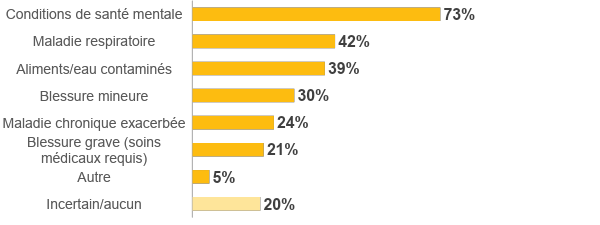 Conditions de santé mentale 73%
Maladie respiratoire 42%
Aliments/eau contaminés 39%
Blessure mineure 30%
Maladie chronique exacerbée 24%
Blessure grave (soins
médicaux requis) 21%
Autre 5%
Incertain/aucun 20%